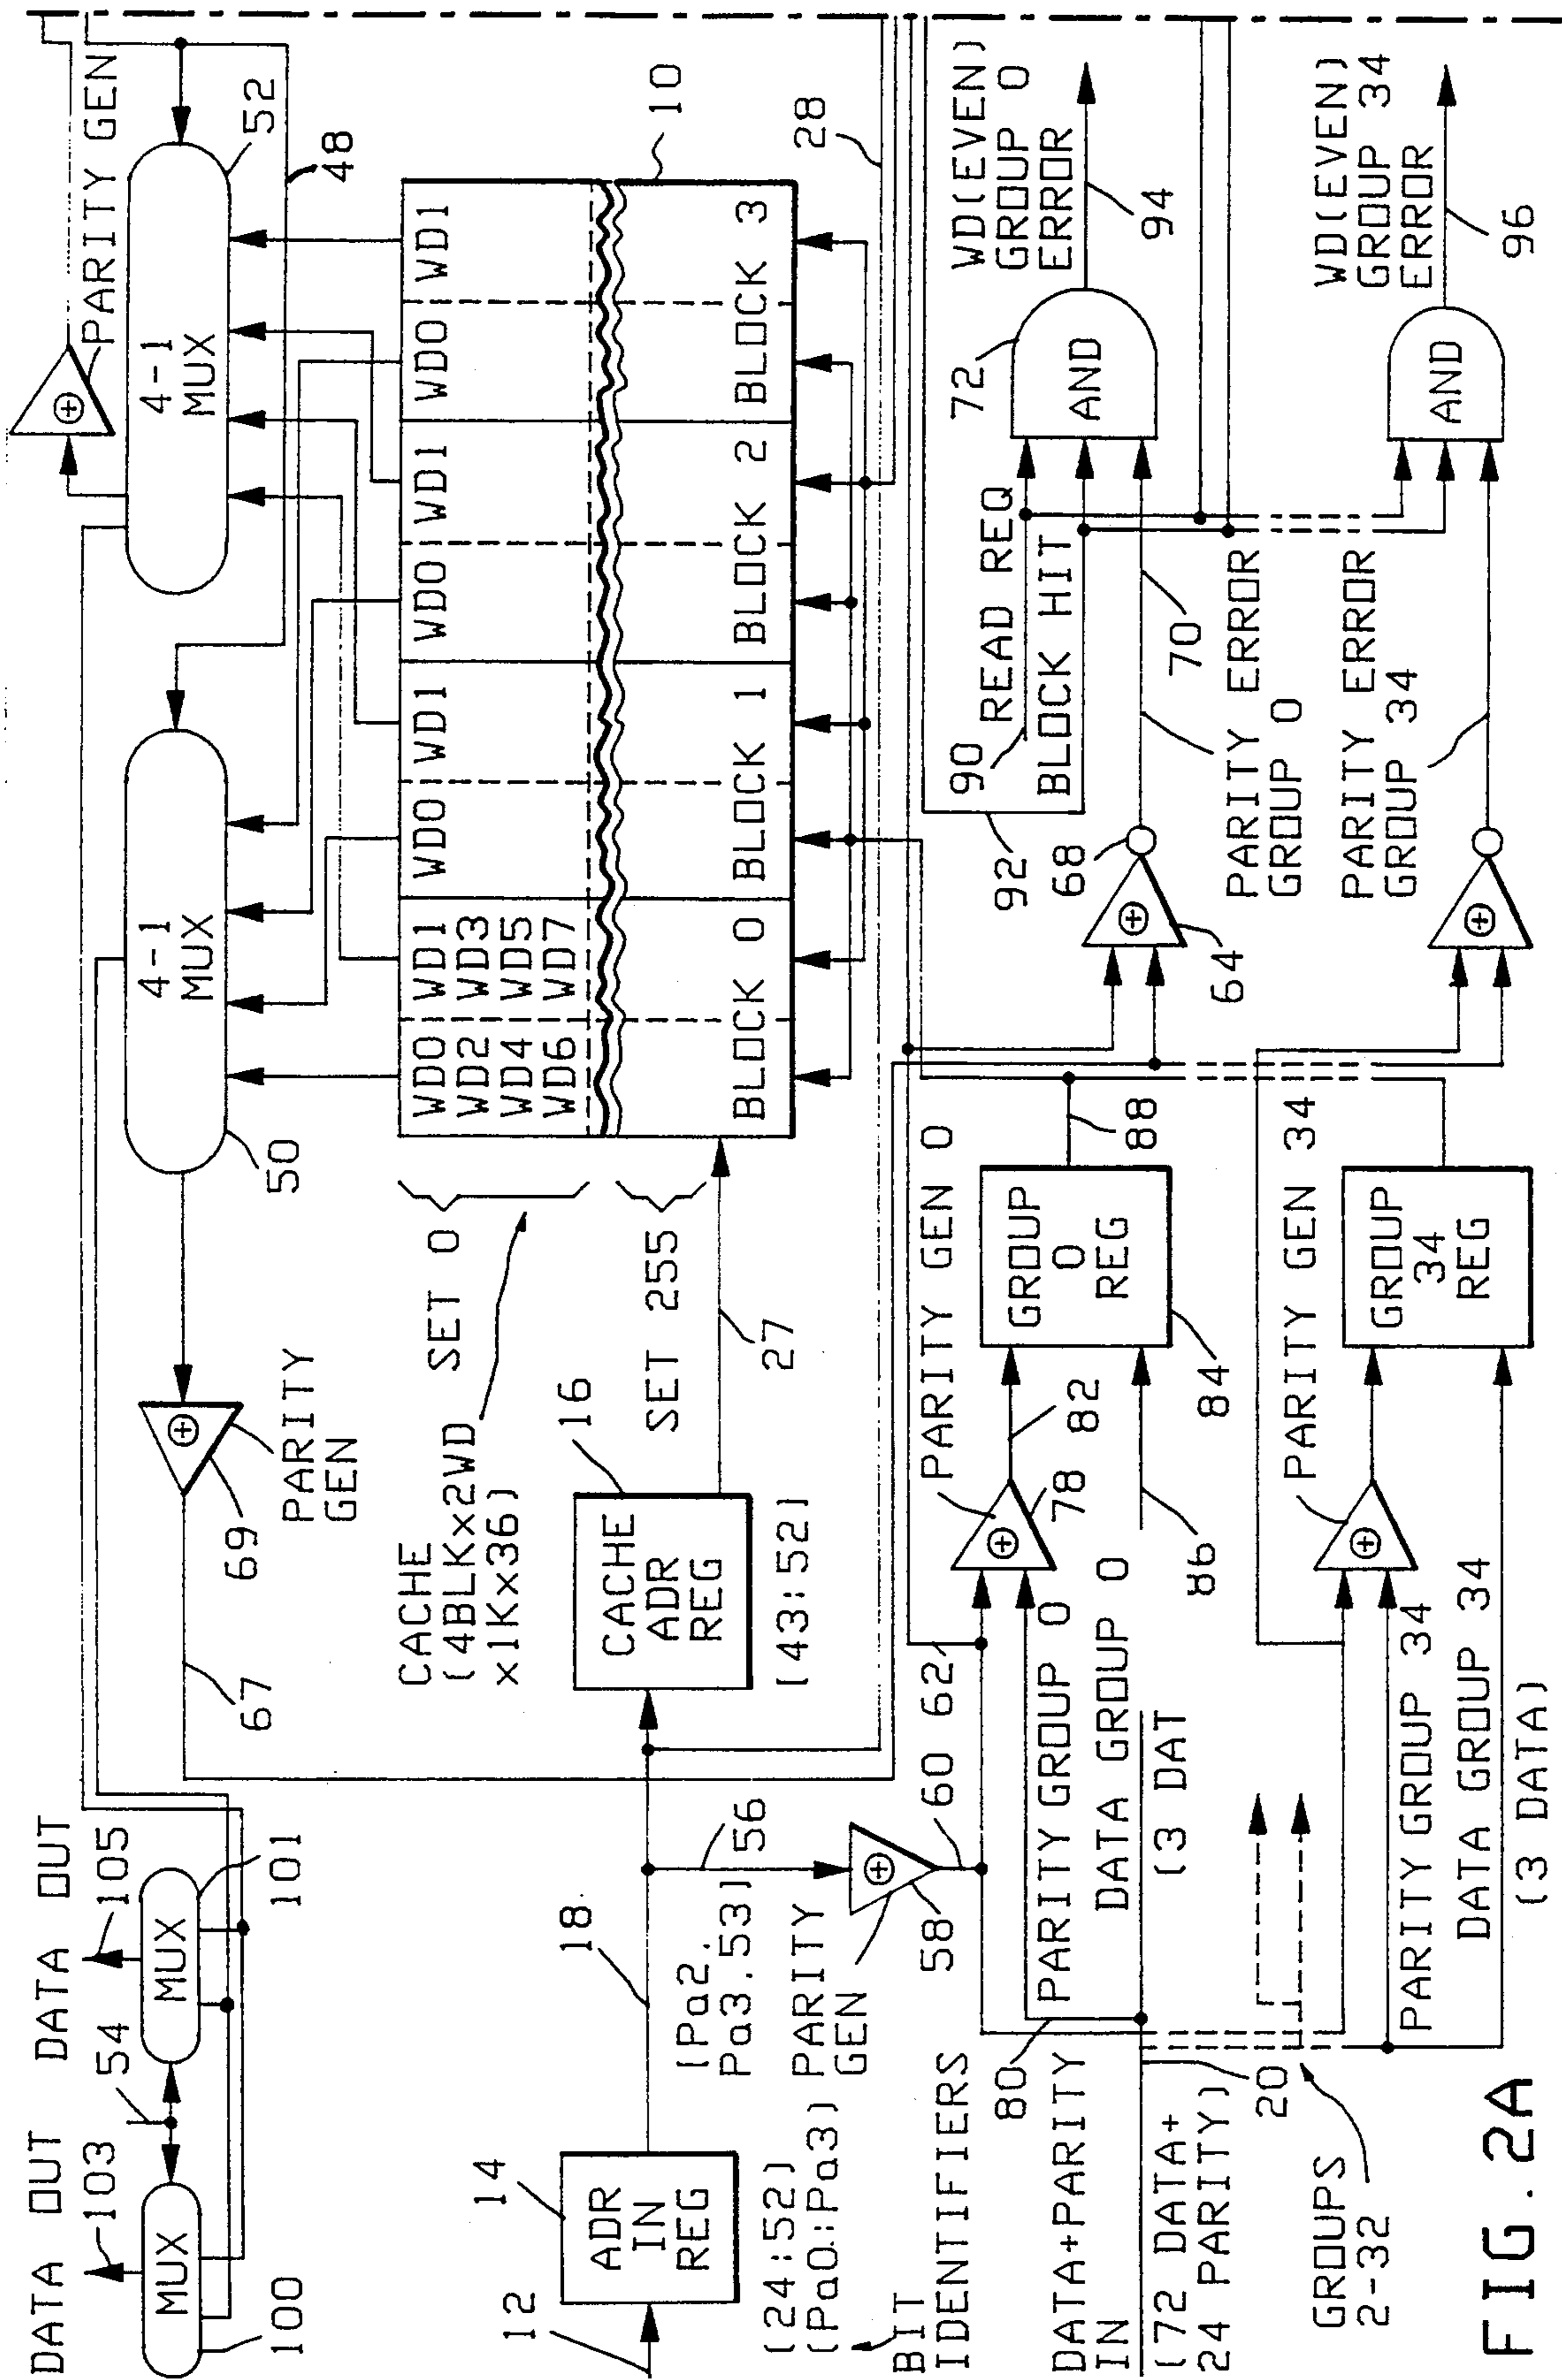 DATA OUT
DATA OUT
103
54
105
MUX
MUX
100
101
67
69
PARITY
GEN
50
4-1
MUX
4-1
MUX
PARITY GEN
52
48
12
14
ADR
IN
REG
18
16
CACHE
ADR
REG
[43:52]
CACHE
(4BLKx2WD
x1Kx36)
SET 0
SET 255
27
WD0
WD1
WD2
WD3
WD4
WD5
WD6
WD7
WD0
WD1
WD0
WD1
WD0
WD1
BLOCK 0
BLOCK 1
BLOCK 2
BLOCK 3
10
28
[24:52]
(Pa0:Pa3)
BIT
IDENTIFIERS
[Pa2.
Pa3.53]
56
PARITY
GEN
58
60
62
DATA+PARITY
IN
(72 DATA+
24 PARITY)
80
20
PARITY GROUP 0
DATA GROUP 0
(3 DAT
86
78
82
PARITY GEN 0
GROUP
0
REG
84
88
64
68
92
90
READ REQ
BLOCK HIT
70
PARITY ERROR
GROUP 0
72
AND
WD(EVEN)
GROUP 0
ERROR
94
GROUPS
2-32
PARITY GROUP 34
DATA GROUP 34
(3 DATA)
PARITY GEN 34
GROUP
34
REG
PARITY ERROR
GROUP 34
AND
WD(EVEN)
GROUP 34
ERROR
96
FIG.2A